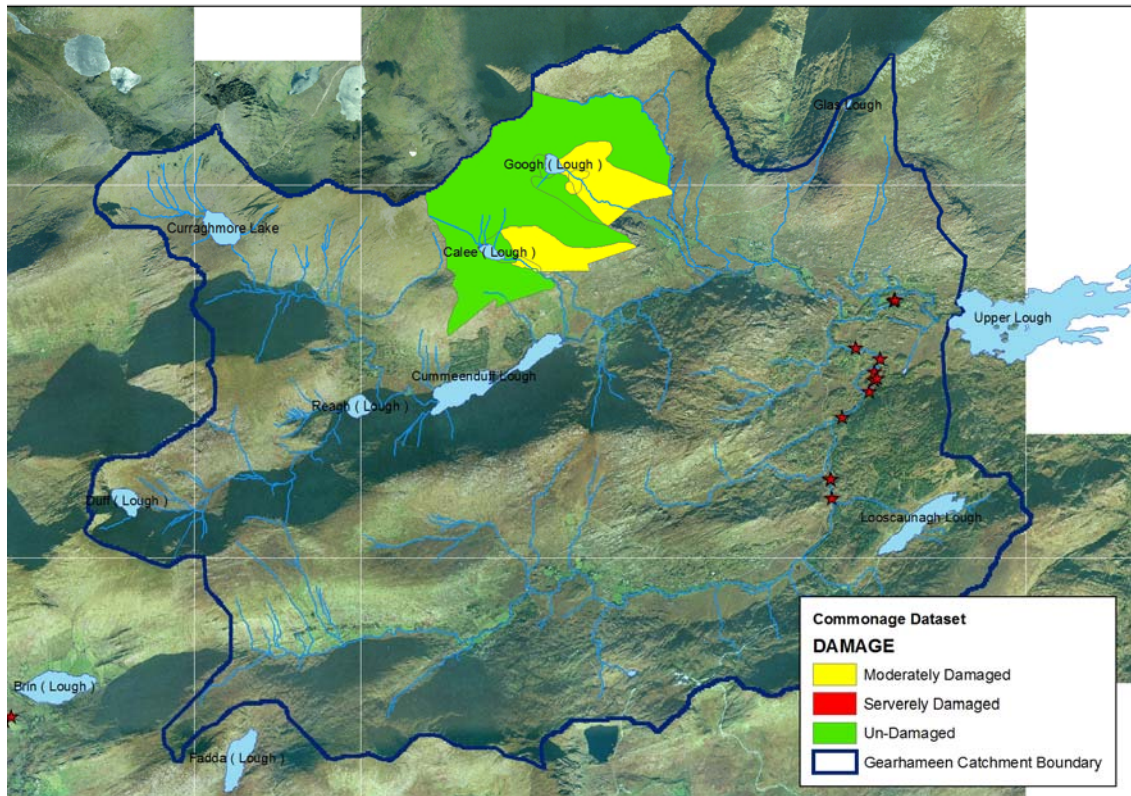 Glas Lough
Googh ( Lough )
Curraghmore Lake
Calee ( Lough )
Upper Lough
Cummeenduff Lough
Reagh ( Lough )
Duff ( Lough )
Looscaunagh Lough
Brin ( Lough )
Fadda ( Lough )
Commonage Dataset
DAMAGE
Moderately Damaged
Serverely Damaged
Un-Damaged
Gearhameen Catchment Boundary